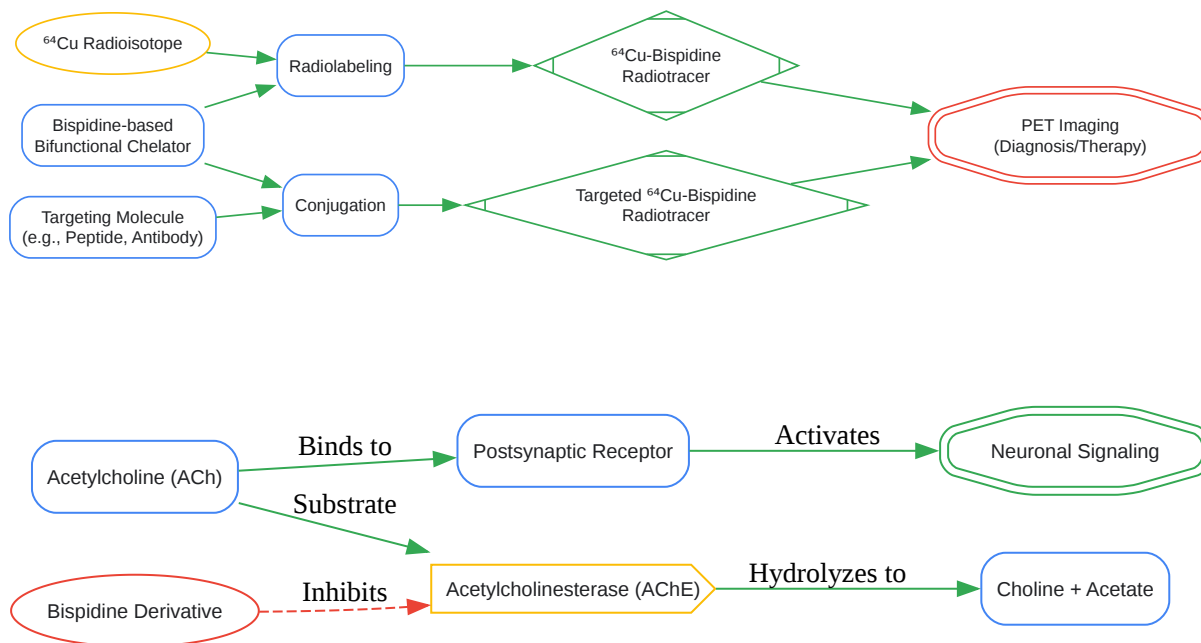 ⁶⁴Cu Radioisotope
Radiolabeling
⁶⁴Cu-Bispidine
Radiotracer
Bispidine-based
Bifunctional Chelator
PET Imaging
(Diagnosis/Therapy)
Targeting Molecule
(e.g., Peptide, Antibody)
Conjugation
Targeted ⁶⁴Cu-Bispidine
Radiotracer
Acetylcholine (ACh)
Binds to
Postsynaptic Receptor
Activates
Neuronal Signaling
Substrate
Bispidine Derivative
Inhibits
Acetylcholinesterase (AChE)
Hydrolyzes to
Choline + Acetate